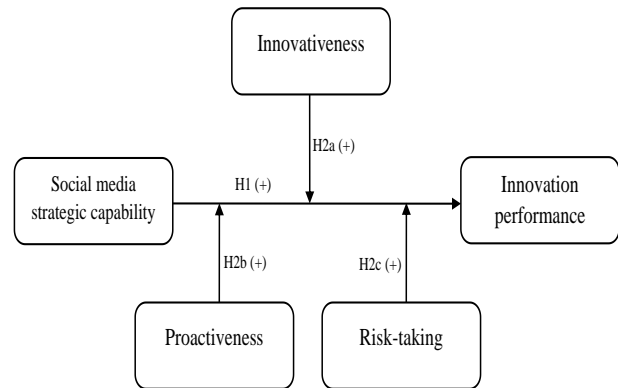 Innovativeness
H2a (+)
Social media
strategic capability
H1 (+)
Innovation
performance
H2b (+)
H2c (+)
Proactiveness
Risk-taking